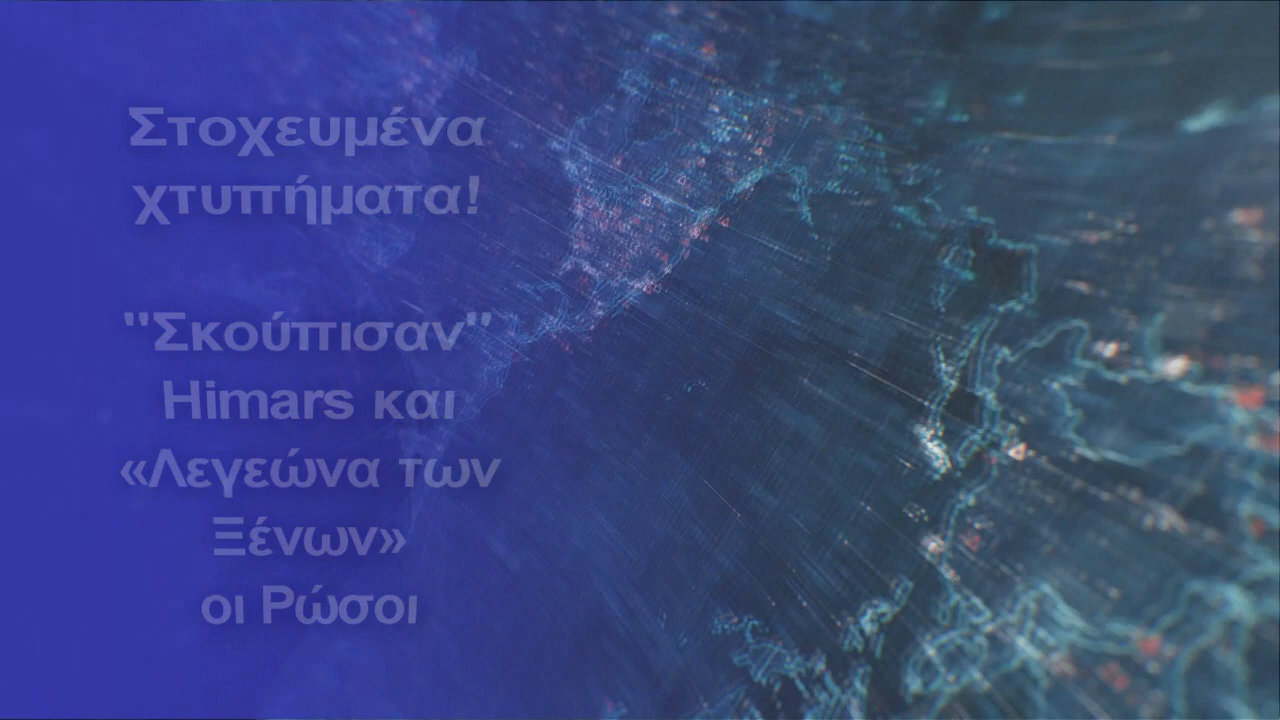 Στοχευμένα
χτυπήματα!
"Σκούπισαν"
Himars και
«Λεγεώνα των
Ξένων»
οι Ρώσοι